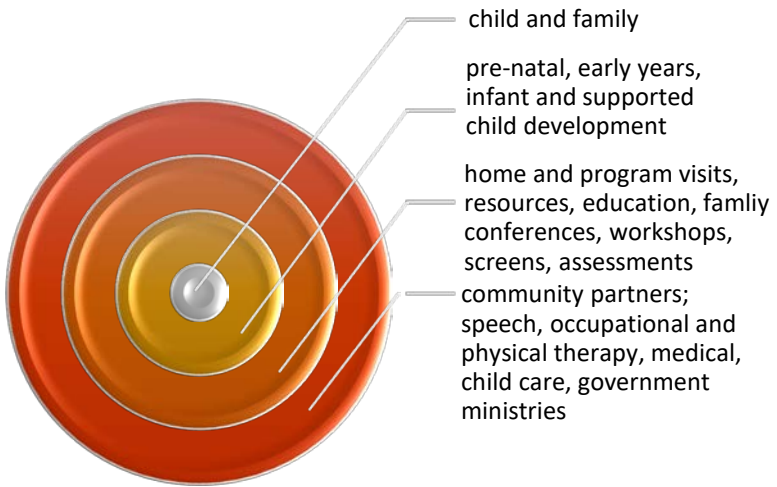 child and family
pre-natal, early years,
infant and supported
child development
home and program visits,
resources, education, famliy
conferences, workshops,
screens, assessments
community partners;
speech, occupational and
physical therapy, medical,
child care, government
ministries